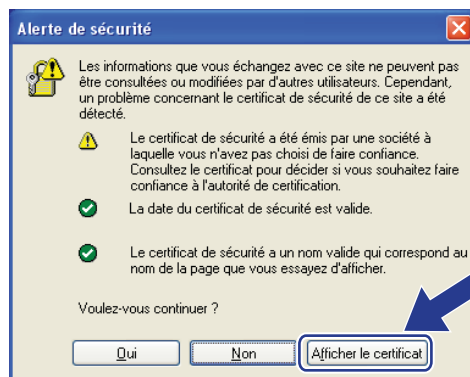 Alerte de sécurité
Les informations que vous échangez avec ce site ne peuvent pas
être consultées ou modifiées par d'autres utilisateurs. Cependant,
un problème concernant le certificat de sécurité de ce site a été
détecté.
Le certificat de sécurité a été émis par une société à
laquelle vous n'avez pas choisi de faire confiance.
Consultez le certificat pour décider si vous souhaitez faire
confiance à l'autorité de certification.
La date du certificat de sécurité est valide.
Le certificat de sécurité a un nom valide qui correspond au
nom de la page que vous essayez d'afficher.
Voulez-vous continuer ?
Oui
Non
Afficher le certificat